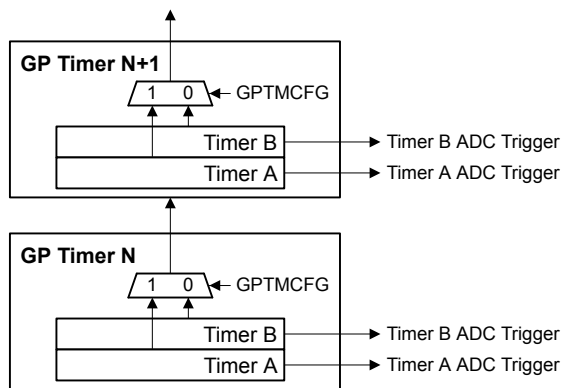 GP Timer N+1
1 0 GPTMCFG
Timer B Timer B ADC Trigger
Timer A Timer A ADC Trigger
GP Timer N
1 0 GPTMCFG
Timer B Timer B ADC Trigger
Timer A Timer A ADC Trigger